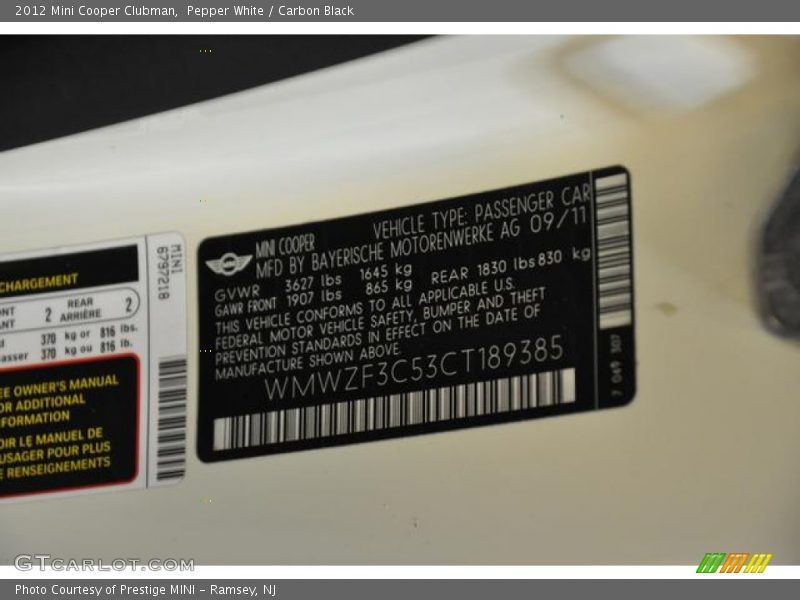 2012 Mini Cooper Clubman, Pepper White / Carbon Black
CHARGEMENT
2 REAR 2
ARRIÈRE
370 kg or 816 lbs.
370 kg ou 816 lb.
OWNER'S MANUAL
ADDITIONAL
LE MANUEL DE
POUR PLUS
RENSEIGNEMENTS
MINI
6797218
MINI COOPER VEHICLE TYPE: PASSENGER CAR
MFD BY BAYERISCHE MOTORENWERKE AG 09/11
GVWR 3627 lbs 1645 kg
GAWR FRONT 1907 lbs 865 kg REAR 1830 lbs 830 kg
THIS VEHICLE CONFORMS TO ALL APPLICABLE U.S.
FEDERAL MOTOR VEHICLE SAFETY, BUMPER AND THEFT
PREVENTION STANDARDS IN EFFECT ON THE DATE OF
MANUFACTURE SHOWN ABOVE.
WMWZF3C53CT189385
7 049 307
GTCARLOT.COM
Photo Courtesy of Prestige MINI - Ramsey, NJ